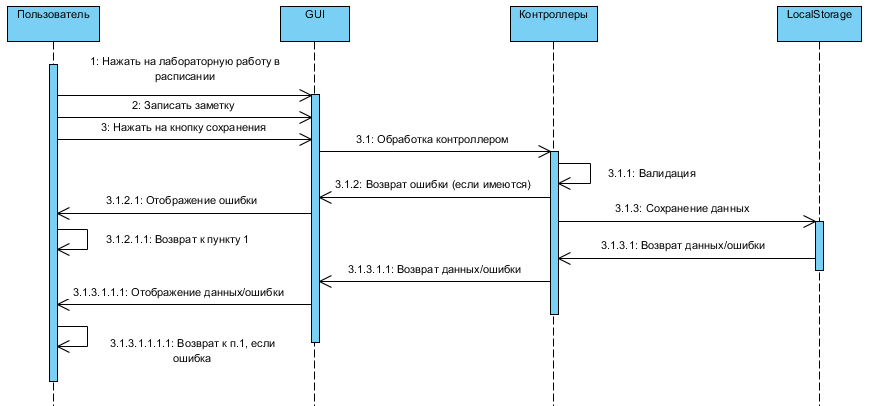 Пользователь
GUI
Контроллеры
LocalStorage
1: Нажать на лабораторную работу в
расписании
2: Записать заметку
3: Нажать на кнопку сохранения
3.1: Обработка контроллером
3.1.1: Валидация
3.1.2: Возврат ошибки (если имеются)
3.1.2.1: Отображение ошибки
3.1.3: Сохранение данных
3.1.2.1.1: Возврат к пункту 1
3.1.3.1: Возврат данных/ошибки
3.1.3.1.1: Возврат данных/ошибки
3.1.3.1.1.1: Отображение данных/ошибки
3.1.3.1.1.1.1: Возврат к п.1, если
ошибка